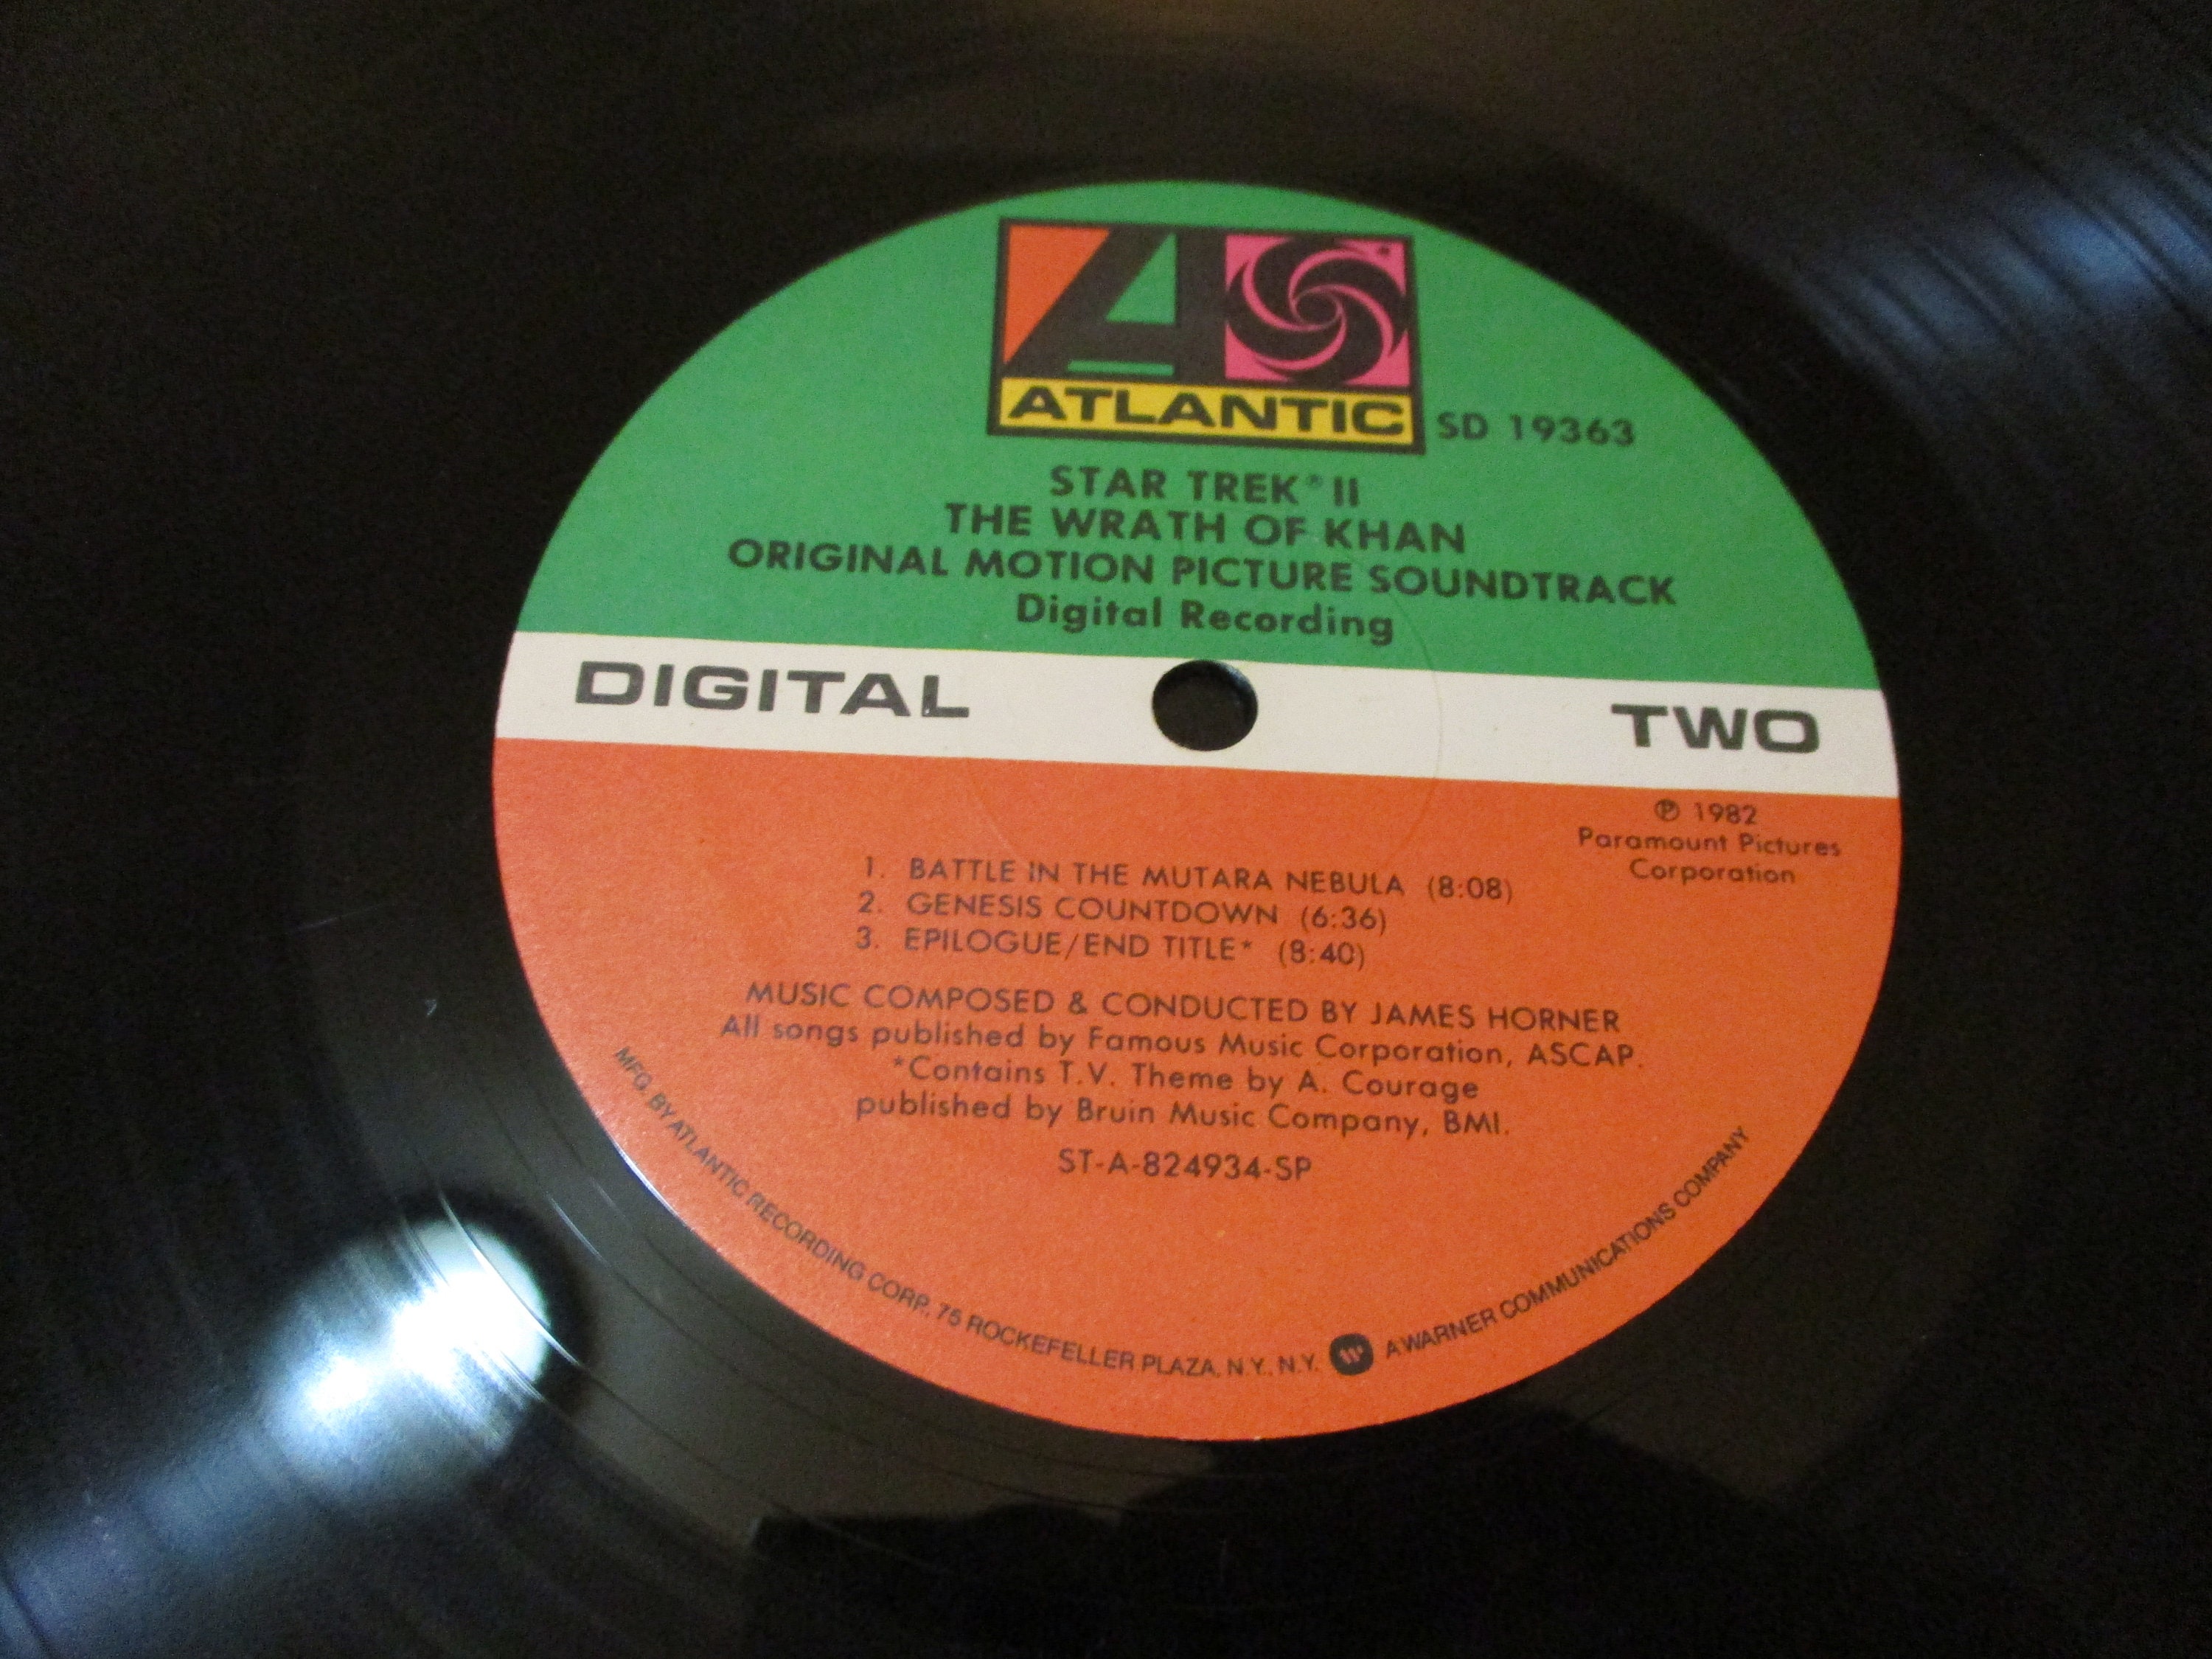 ATLANTIC
SD 19363
STAR TREK® II
THE WRATH OF KHAN
ORIGINAL MOTION PICTURE SOUNDTRACK
Digital Recording
DIGITAL
TWO
℗ 1982
Paramount Pictures
Corporation
1. BATTLE IN THE MUTARA NEBULA (8:08)
2. GENESIS COUNTDOWN (6:36)
3. EPILOGUE/END TITLE* (8:40)
MUSIC COMPOSED & CONDUCTED BY JAMES HORNER
All songs published by Famous Music Corporation, ASCAP.
*Contains T.V. Theme by A. Courage
published by Bruin Music Company, BMI.
ST-A-824934-SP
MFG. BY ATLANTIC RECORDING CORP., 75 ROCKEFELLER PLAZA, N.Y., N.Y. A WARNER COMMUNICATIONS COMPANY